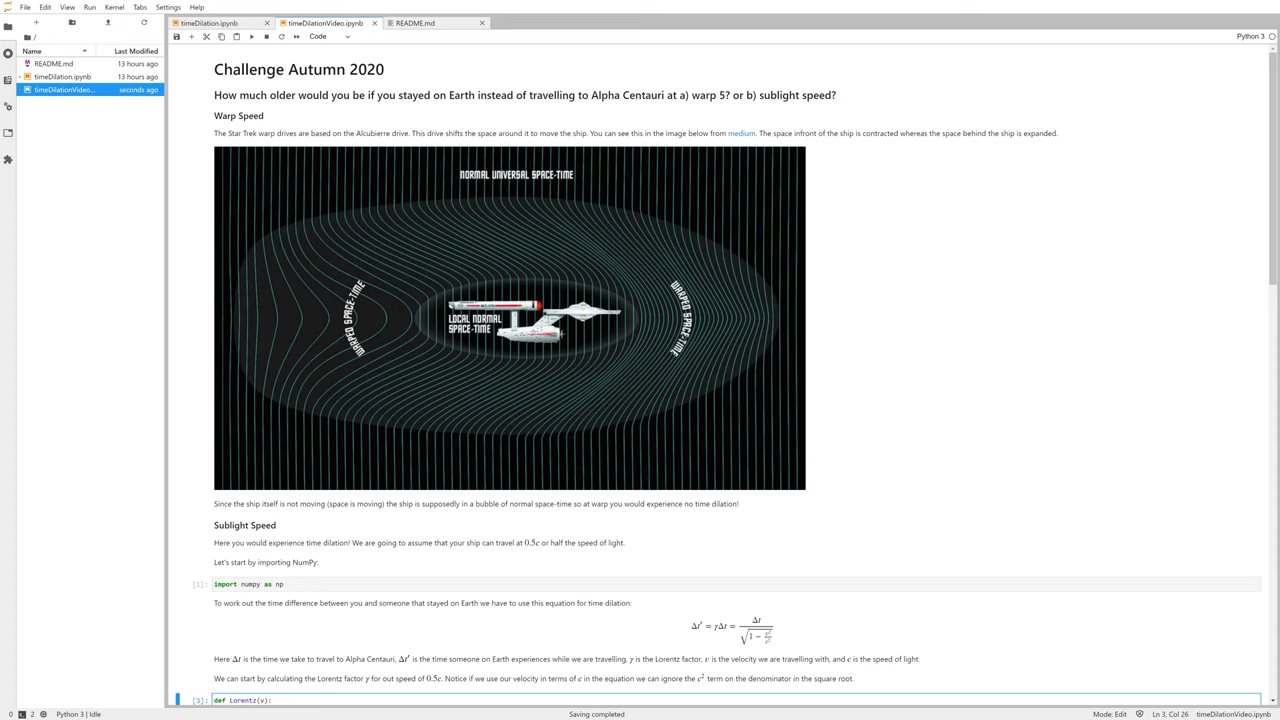 File Edit View Run Kernel Tabs Settings Help
timeDilation.ipynb
timeDilationVideo.ipynb
README.md
Code
Python 3
/
Name Last Modified
README.md 13 hours ago
timeDilation.ipynb 13 hours ago
timeDilationVideo... seconds ago
Challenge Autumn 2020
How much older would you be if you stayed on Earth instead of travelling to Alpha Centauri at a) warp 5? or b) sublight speed?
Warp Speed
The Star Trek warp drives are based on the Alcubierre drive. This drive shifts the space around it to move the ship. You can see this in the image below from medium. The space infront of the ship is contracted whereas the space behind the ship is expanded.
NORMAL UNIVERSAL SPACE-TIME
WARPED SPACE-TIME
LOCAL NORMAL
SPACE-TIME
WARPED SPACE-TIME
Since the ship itself is not moving (space is moving) the ship is supposedly in a bubble of normal space-time so at warp you would experience no time dilation!
Sublight Speed
Here you would experience time dilation! We are going to assume that your ship can travel at 0.5c or half the speed of light.
Let's start by importing NumPy:
[1]: import numpy as np
To work out the time difference between you and someone that stayed on Earth we have to use this equation for time dilation:
Δt′ = γΔt = Δt / √(1 − v²/c²)
Here Δt is the time we take to travel to Alpha Centauri, Δt′ is the time someone on Earth experiences while we are travelling, γ is the Lorentz factor, v is the velocity we are travelling with, and c is the speed of light.
We can start by calculating the Lorentz factor γ for out speed of 0.5c. Notice if we use our velocity in terms of c in the equation we can ignore the c² term on the denominator in the square root.
[3]: def Lorentz(v):
0 2 Python 3 | Idle Saving completed Mode: Edit Ln 3, Col 26 timeDilationVideo.ipynb